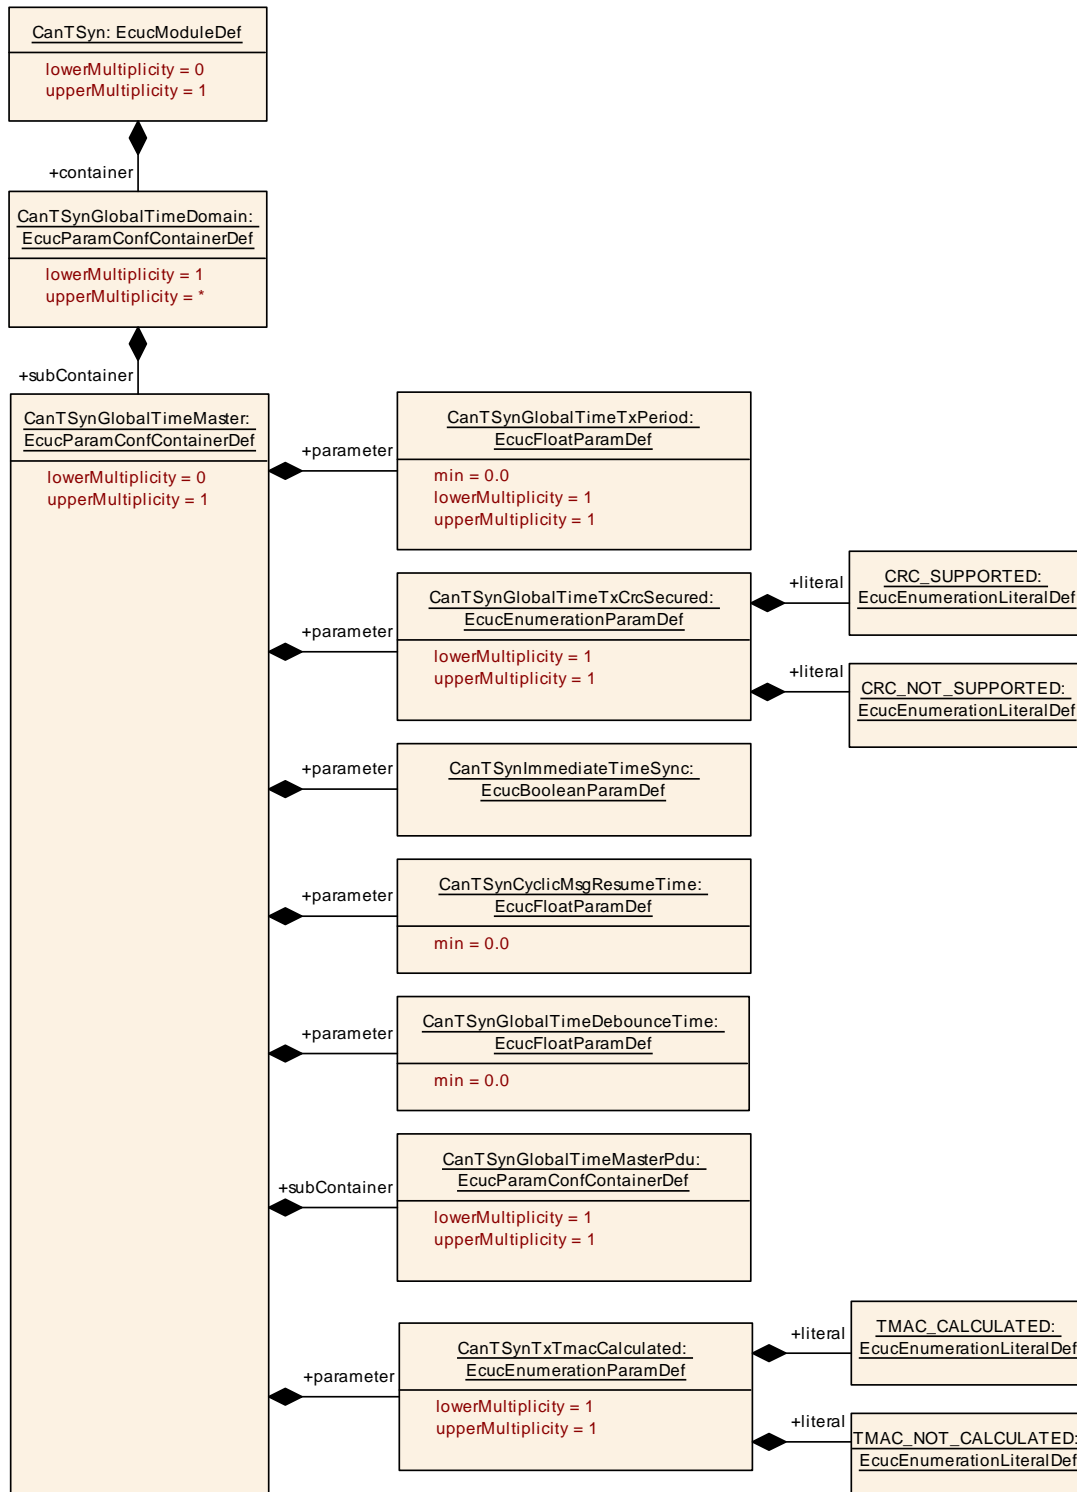 CanTSyn: EcucModuleDef
lowerMultiplicity = 0
upperMultiplicity = 1
+container
CanTSynGlobalTimeDomain:
EcucParamConfContainerDef
lowerMultiplicity = 1
upperMultiplicity = *
+subContainer
CanTSynGlobalTimeMaster:
EcucParamConfContainerDef
lowerMultiplicity = 0
upperMultiplicity = 1
+parameter
CanTSynGlobalTimeTxPeriod:
EcucFloatParamDef
min = 0.0
lowerMultiplicity = 1
upperMultiplicity = 1
+parameter
CanTSynGlobalTimeTxCrcSecured:
EcucEnumerationParamDef
lowerMultiplicity = 1
upperMultiplicity = 1
+literal
CRC_SUPPORTED:
EcucEnumerationLiteralDef
+literal
CRC_NOT_SUPPORTED:
EcucEnumerationLiteralDef
+parameter
CanTSynImmediateTimeSync:
EcucBooleanParamDef
+parameter
CanTSynCyclicMsgResumeTime:
EcucFloatParamDef
min = 0.0
+parameter
CanTSynGlobalTimeDebounceTime:
EcucFloatParamDef
min = 0.0
+subContainer
CanTSynGlobalTimeMasterPdu:
EcucParamConfContainerDef
lowerMultiplicity = 1
upperMultiplicity = 1
+parameter
CanTSynTxTmacCalculated:
EcucEnumerationParamDef
lowerMultiplicity = 1
upperMultiplicity = 1
+literal
TMAC_CALCULATED:
EcucEnumerationLiteralDef
+literal
TMAC_NOT_CALCULATED:
EcucEnumerationLiteralDef